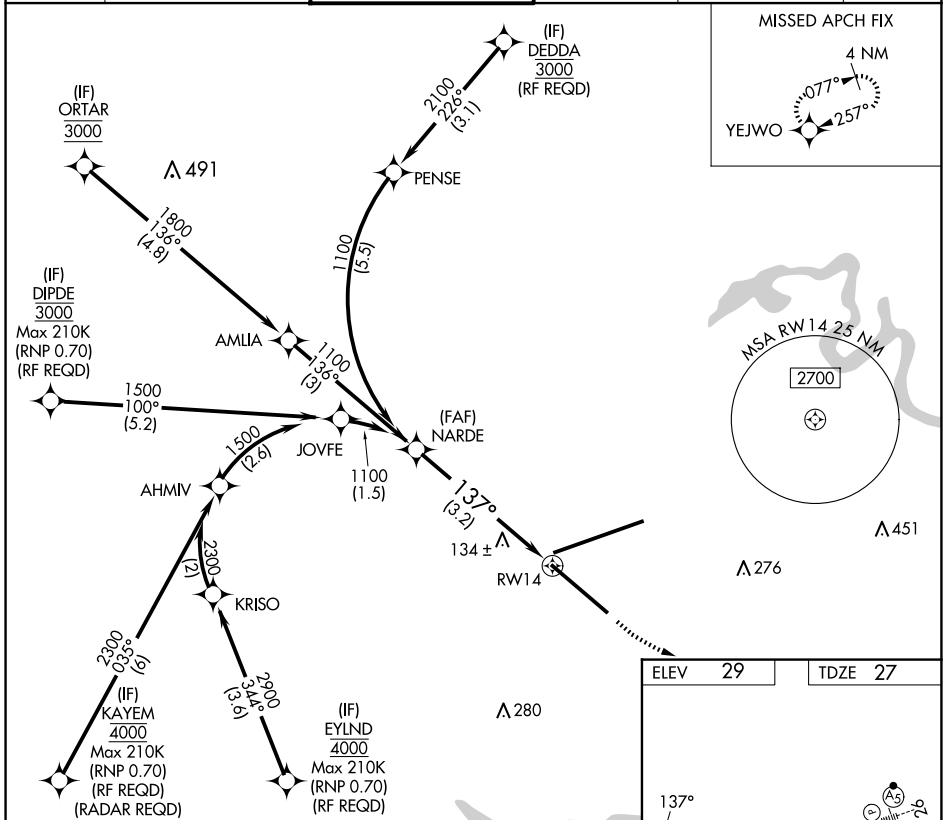 MISSED APCH FIX
4 NM
077°
257°
YEJWO
(IF)
DEDDA
3000
(RF REQD)
2100
226°
(3.1)
PENSE
1100
(5.5)
(IF)
ORTAR
3000
491
1800
136°
(4.8)
AMLIA
1100
136°
(3)
(IF)
DIPDE
3000
Max 210K
(RNP 0.70)
(RF REQD)
1500
100°
(5.2)
JOVFE
1100
(1.5)
(FAF)
NARDE
MSA RW14 25 NM
2700
1500
(2.6)
AHMIV
137°
(3.2)
134 ±
RW14
451
276
2300
(2)
KRISO
2300
035°
(6)
(IF)
KAYEM
4000
Max 210K
(RNP 0.70)
(RF REQD)
(RADAR REQD)
2900
344°
(3.6)
(IF)
EYLND
4000
Max 210K
(RNP 0.70)
(RF REQD)
280
ELEV 29
TDZE 27
137°
A5
P
26